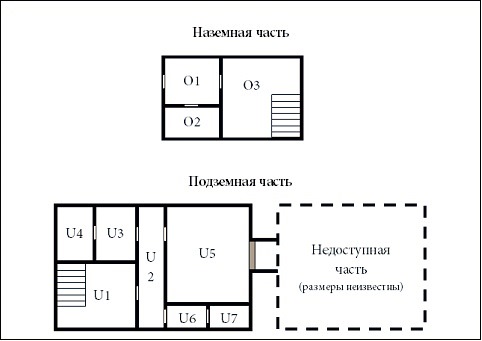 Наземная часть
O1
O3
O2
Подземная часть
U4
U3
U
2
U5
U1
U6
U7
Недоступная
часть
(размеры неизвестны)